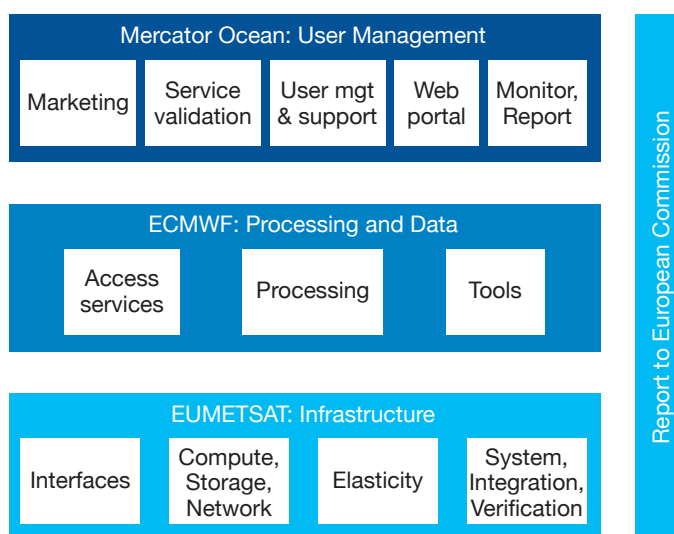 Mercator Ocean: User Management
Marketing
Service
validation
User mgt
& support
Web
portal
Monitor,
Report
ECMWF: Processing and Data
Access
services
Processing
Tools
EUMETSAT: Infrastructure
Interfaces
Compute,
Storage,
Network
Elasticity
System,
Integration,
Verification
Report to European Commission